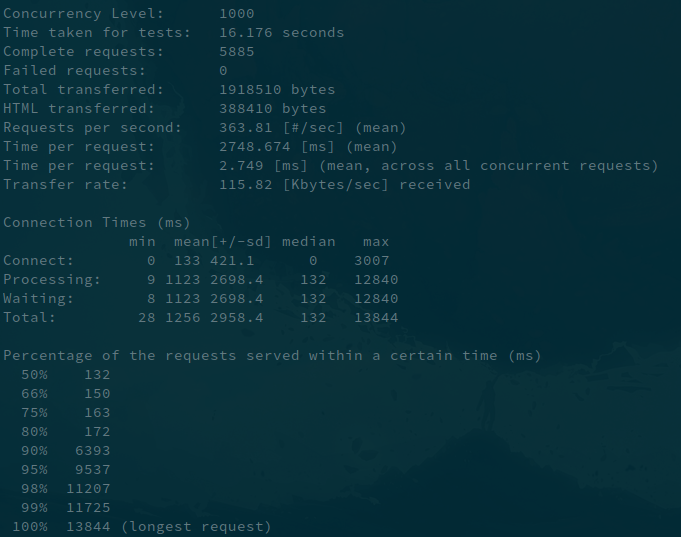 Concurrency Level:      1000
Time taken for tests:   16.176 seconds
Complete requests:      5885
Failed requests:        0
Total transferred:      1918510 bytes
HTML transferred:       388410 bytes
Requests per second:    363.81 [#/sec] (mean)
Time per request:       2748.674 [ms] (mean)
Time per request:       2.749 [ms] (mean, across all concurrent requests)
Transfer rate:          115.82 [Kbytes/sec] received

Connection Times (ms)
              min  mean[+/-sd] median   max
Connect:        0  133 421.1      0    3007
Processing:     9 1123 2698.4    132   12840
Waiting:        8 1123 2698.4    132   12840
Total:         28 1256 2958.4    132   13844

Percentage of the requests served within a certain time (ms)
  50%    132
  66%    150
  75%    163
  80%    172
  90%   6393
  95%   9537
  98%  11207
  99%  11725
 100%  13844 (longest request)